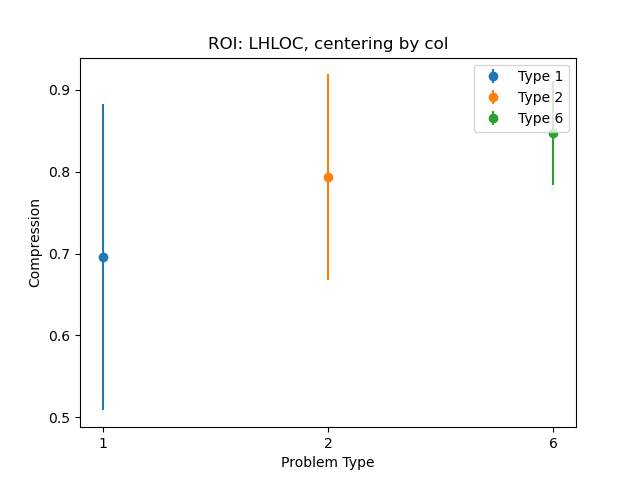 ROI: LHLOC, centering by col
Type 1
Type 2
Type 6
0.9
0.8
0.7
0.6
0.5
Compression
1
2
6
Problem Type